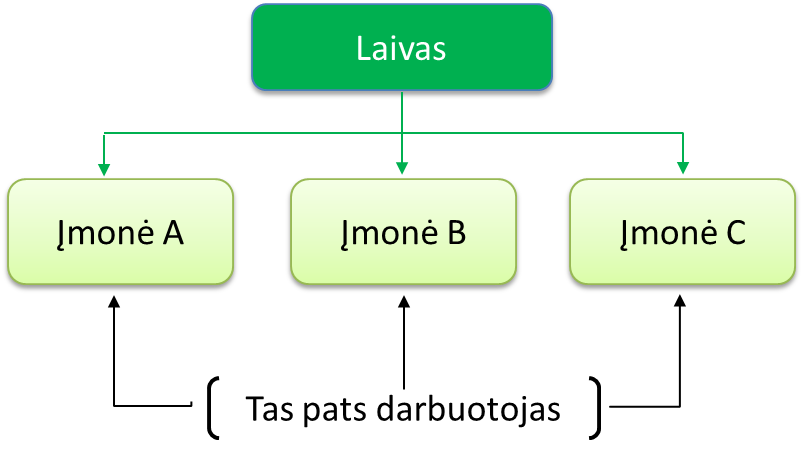 Laivas
Įmonė A
Įmonė B
Įmonė C
Tas pats darbuotojas